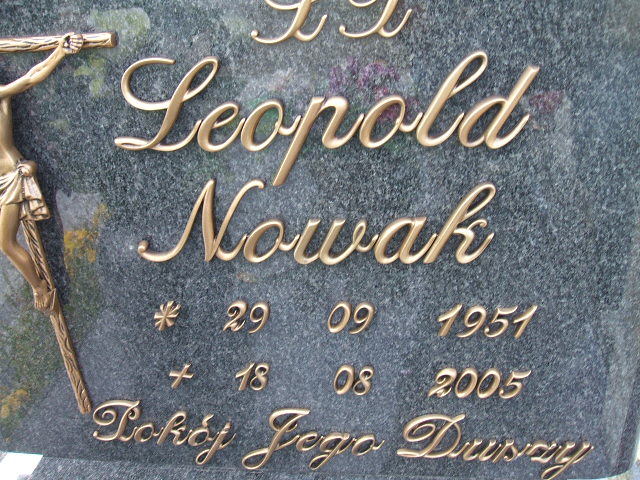 Leopold
Nowak
* 29 09 1951
+ 18 08 2005
Pokój Jego Duszy